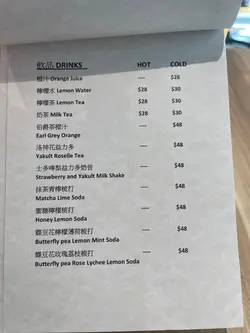 飲品 DRINKS HOT COLD
橙汁 Orange Juice ---- $28
檸檬水 Lemon Water $28 $30
檸檬茶 Lemon Tea $28 $30
奶茶 Milk Tea $28 $30
伯爵茶橙汁 ---- $48
Earl Grey Orange
洛神花益力多 ---- $48
Yakult Roselle Tea
士多啤梨益力多奶昔 ---- $48
Strawberry and Yakult Milk Shake
抹茶青檸梳打 ---- $48
Matcha Lime Soda
蜜糖檸檬梳打 ---- $48
Honey Lemon Soda
蝶豆花檸檬薄荷梳打 ---- $48
Butterfly pea Lemon Mint Soda
蝶豆花玫瑰荔枝梳打 ---- $48
Butterfly pea Rose Lychee Lemon Soda